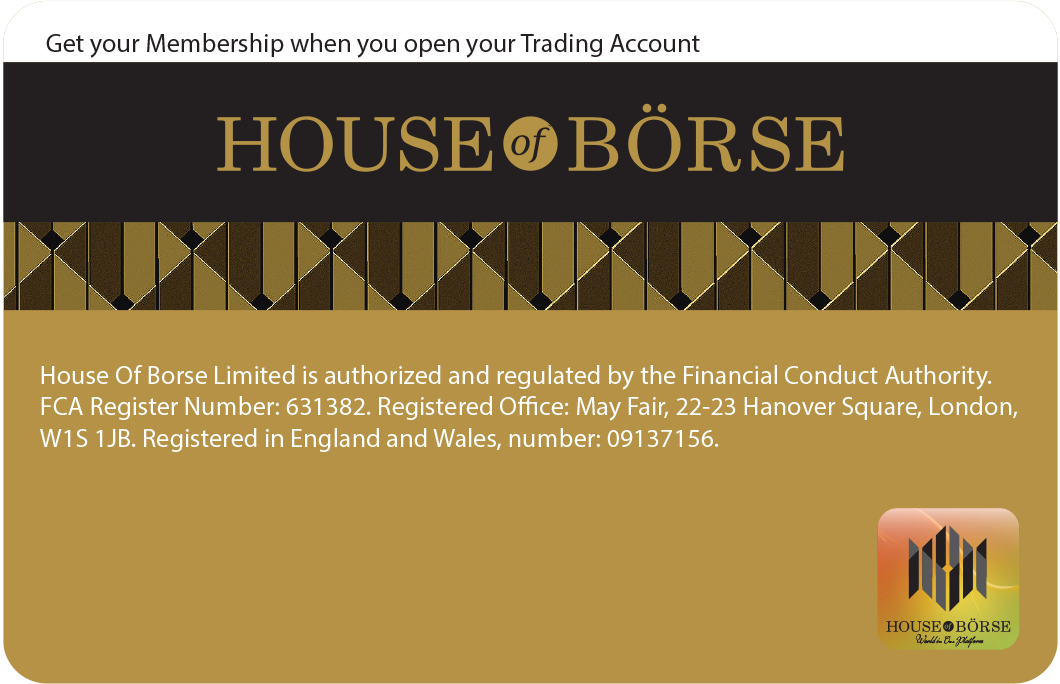 Get your Membership when you open your Trading Account
HOUSE of BÖRSE
House Of Borse Limited is authorized and regulated by the Financial Conduct Authority.
FCA Register Number: 631382. Registered Office: May Fair, 22-23 Hanover Square, London,
W1S 1JB. Registered in England and Wales, number: 09137156.
HOUSE of BÖRSE
World in One Platform